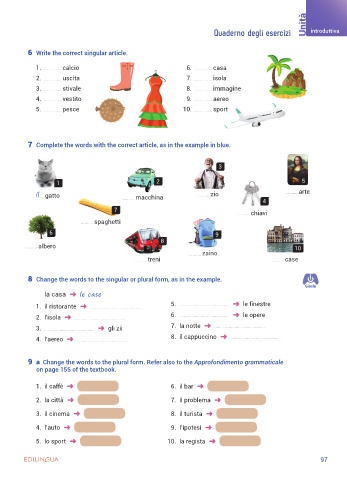 Quaderno degli esercizi Unità introduttiva
6 Write the correct singular article.
1. ............ calcio
2. ............ uscita
3. ............ stivale
4. ............ vestito
5. ............ pesce
6. ............ casa
7. ............ isola
8. ............ immagine
9. ............ aereo
10. ............ sport
7 Complete the words with the correct article, as in the example in blue.
1
2
3
5
il gatto
...... macchina
...... zio
4
...... arte
7
...... chiavi
...... spaghetti
6
8
9
10
...... albero
...... treni
...... zaino
...... case
8 Change the words to the singular or plural form, as in the example.
la casa ➜ le case
1. il ristorante ➜ ............
2. l'isola ➜ ............
3. ............ ➜ gli zii
4. l'aereo ➜ ............
5. ............ ➜ le finestre
6. ............ ➜ le opere
7. la notte ➜ ............
8. il cappuccino ➜ ............
9 a Change the words to the plural form. Refer also to the Approfondimento grammaticale
on page 155 of the textbook.
1. il caffè ➜
2. la città ➜
3. il cinema ➜
4. l'auto ➜
5. lo sport ➜
6. il bar ➜
7. il problema ➜
8. il turista ➜
9. l'ipotesi ➜
10. la regista ➜
EDILINGUA
97